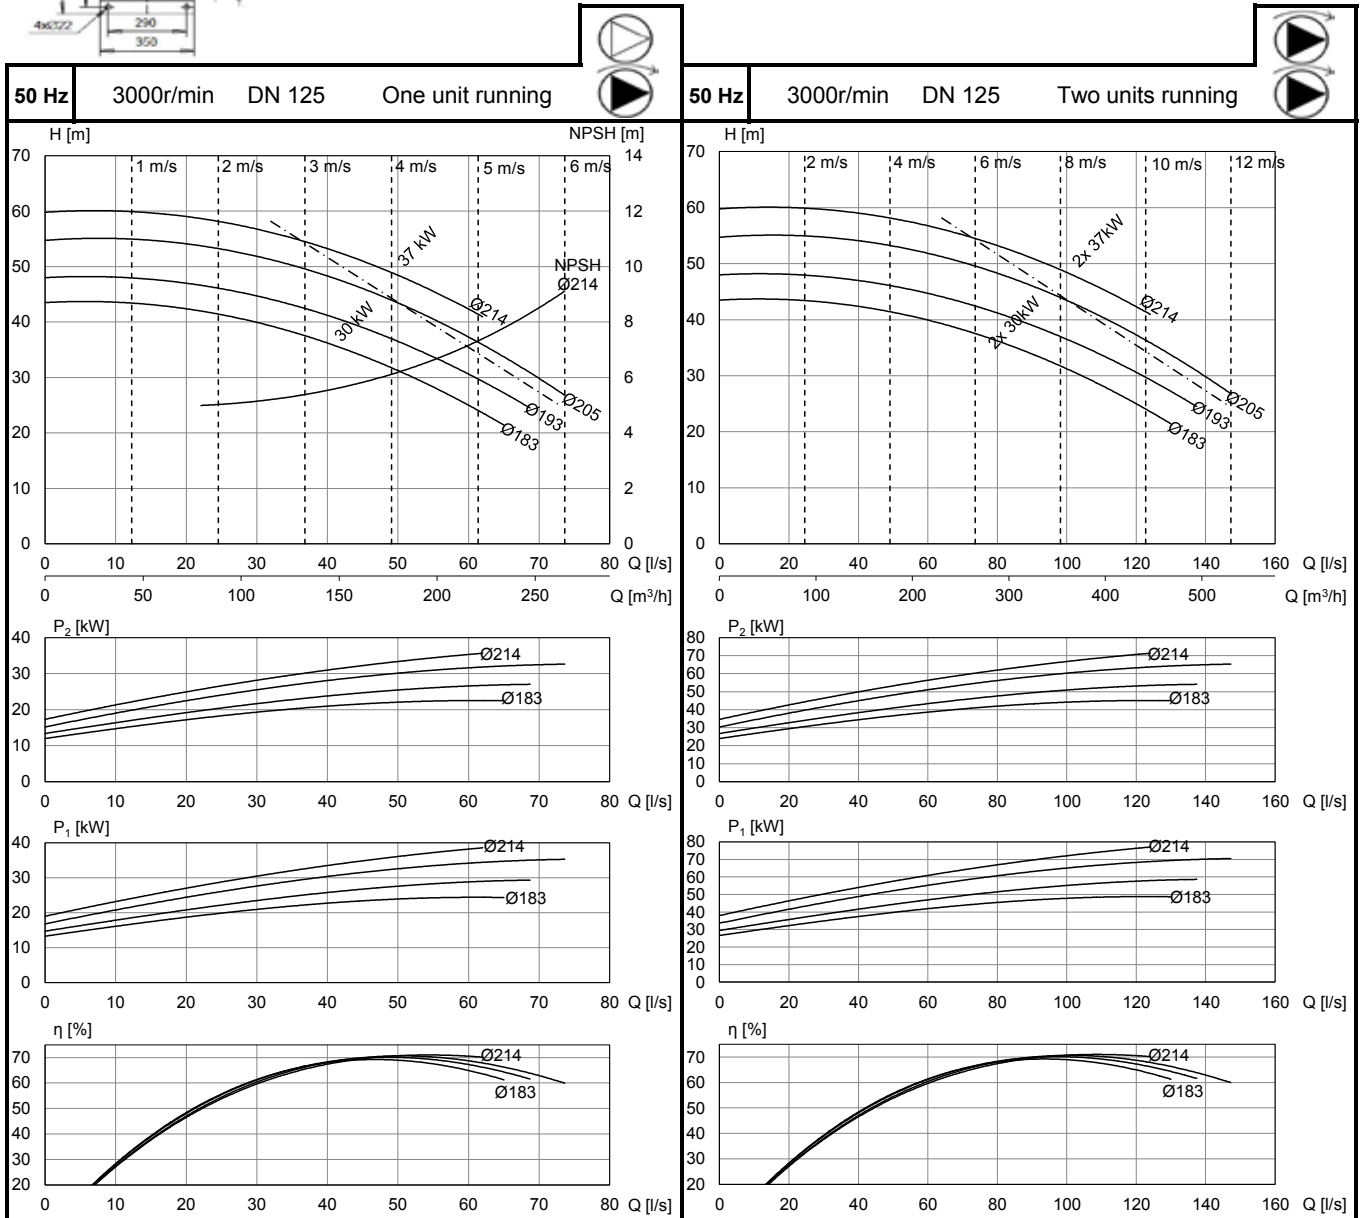 4xØ22
290
350
50 Hz 3000r/min DN 125 One unit running
H [m] NPSH [m]
70 14
60 12
50 10
40 8
30 6
20 4
10 2
0 0
1 m/s 2 m/s 3 m/s 4 m/s 5 m/s 6 m/s
37 kW
30 kW
NPSH
Ø214
Ø214
Ø205
Ø193
Ø183
0 10 20 30 40 50 60 70 80 Q [l/s]
0 50 100 150 200 250 Q [m³/h]
P₂ [kW]
40
30
20
10
0
Ø214
Ø183
0 10 20 30 40 50 60 70 80 Q [l/s]
P₁ [kW]
40
30
20
10
0
Ø214
Ø183
0 10 20 30 40 50 60 70 80 Q [l/s]
η [%]
70
60
50
40
30
20
Ø214
Ø183
0 10 20 30 40 50 60 70 80 Q [l/s]
50 Hz 3000r/min DN 125 Two units running
H [m]
70
60
50
40
30
20
10
0
2 m/s 4 m/s 6 m/s 8 m/s 10 m/s 12 m/s
2x 37kW
2x 30kW
Ø214
Ø205
Ø193
Ø183
0 20 40 60 80 100 120 140 160 Q [l/s]
0 100 200 300 400 500 Q [m³/h]
P₂ [kW]
80
70
60
50
40
30
20
10
0
Ø214
Ø183
0 20 40 60 80 100 120 140 160 Q [l/s]
P₁ [kW]
80
70
60
50
40
30
20
10
0
Ø214
Ø183
0 20 40 60 80 100 120 140 160 Q [l/s]
η [%]
70
60
50
40
30
20
Ø214
Ø183
0 20 40 60 80 100 120 140 160 Q [l/s]